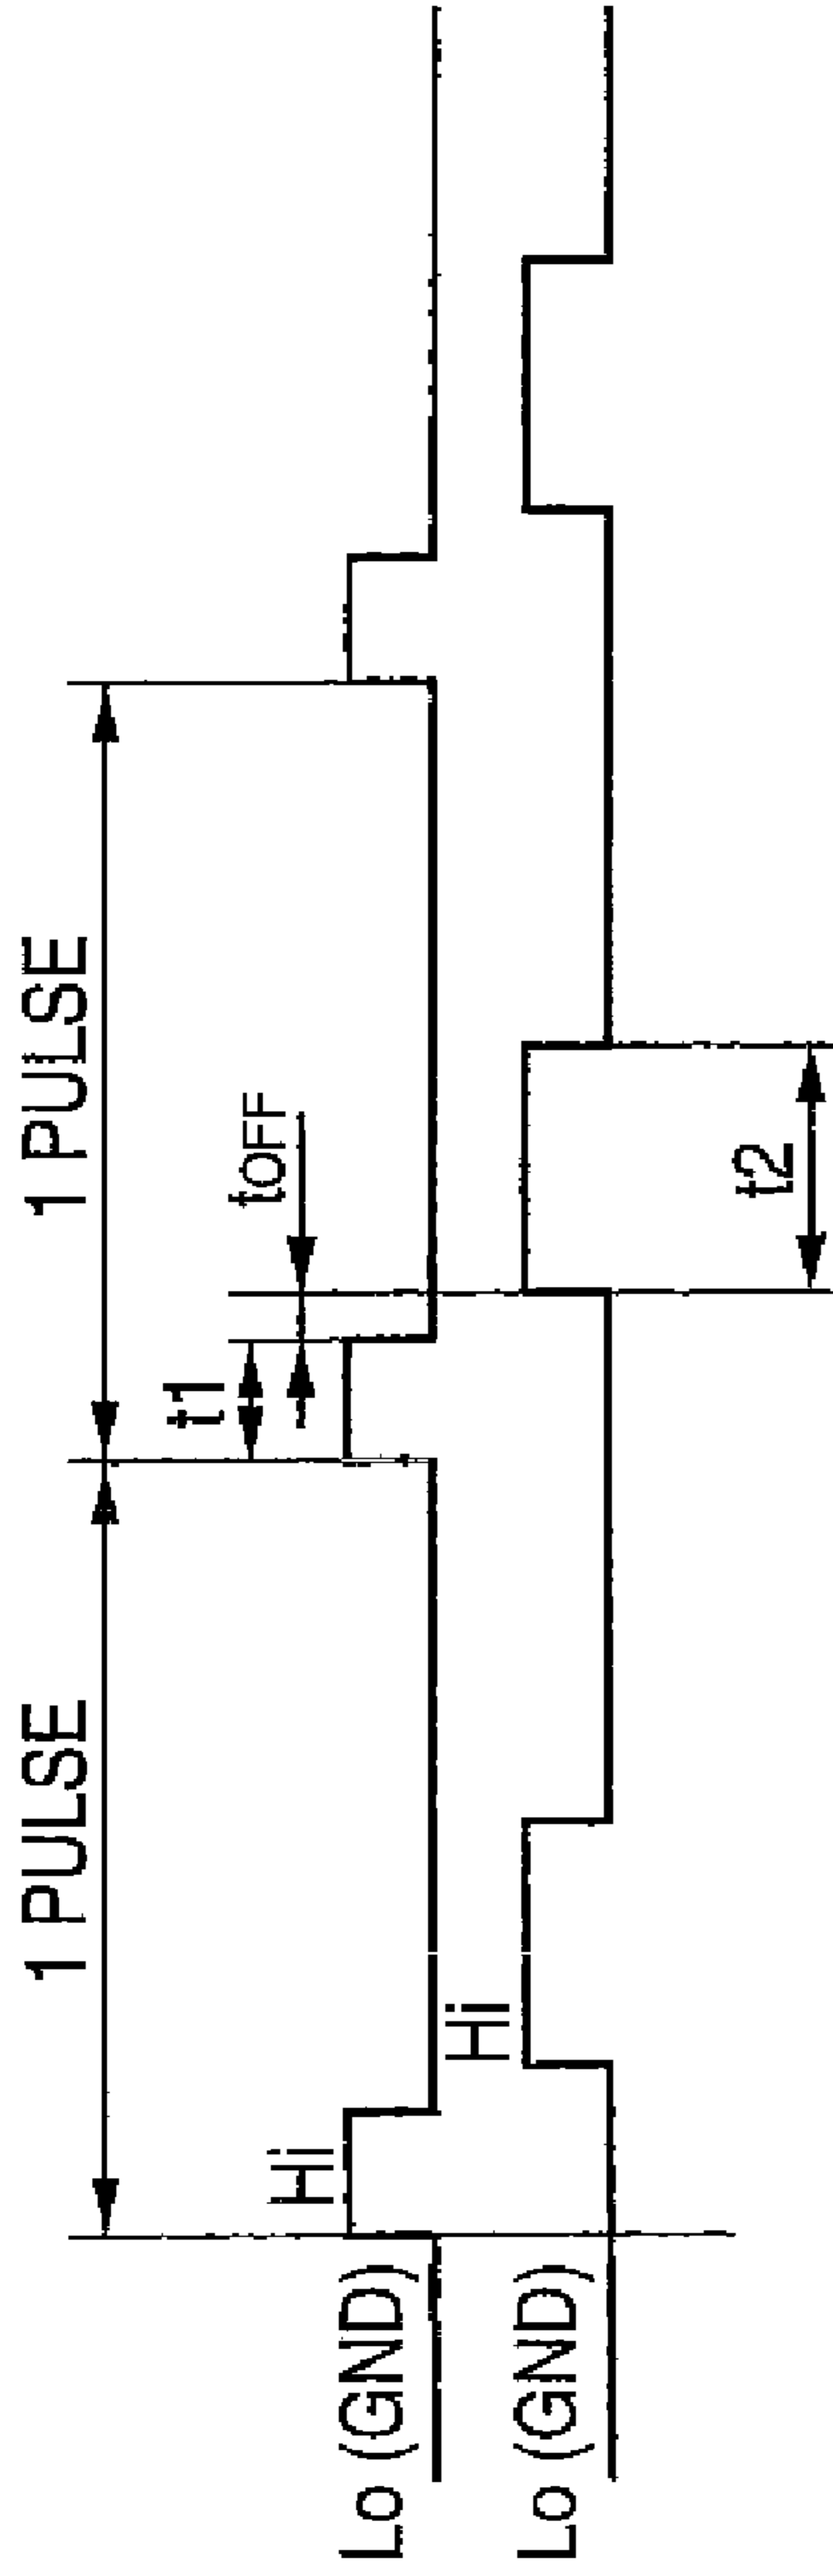 1 PULSE
1 PULSE
t1
toFF
Hi
Lo (GND)
Hi
Lo (GND)
t2